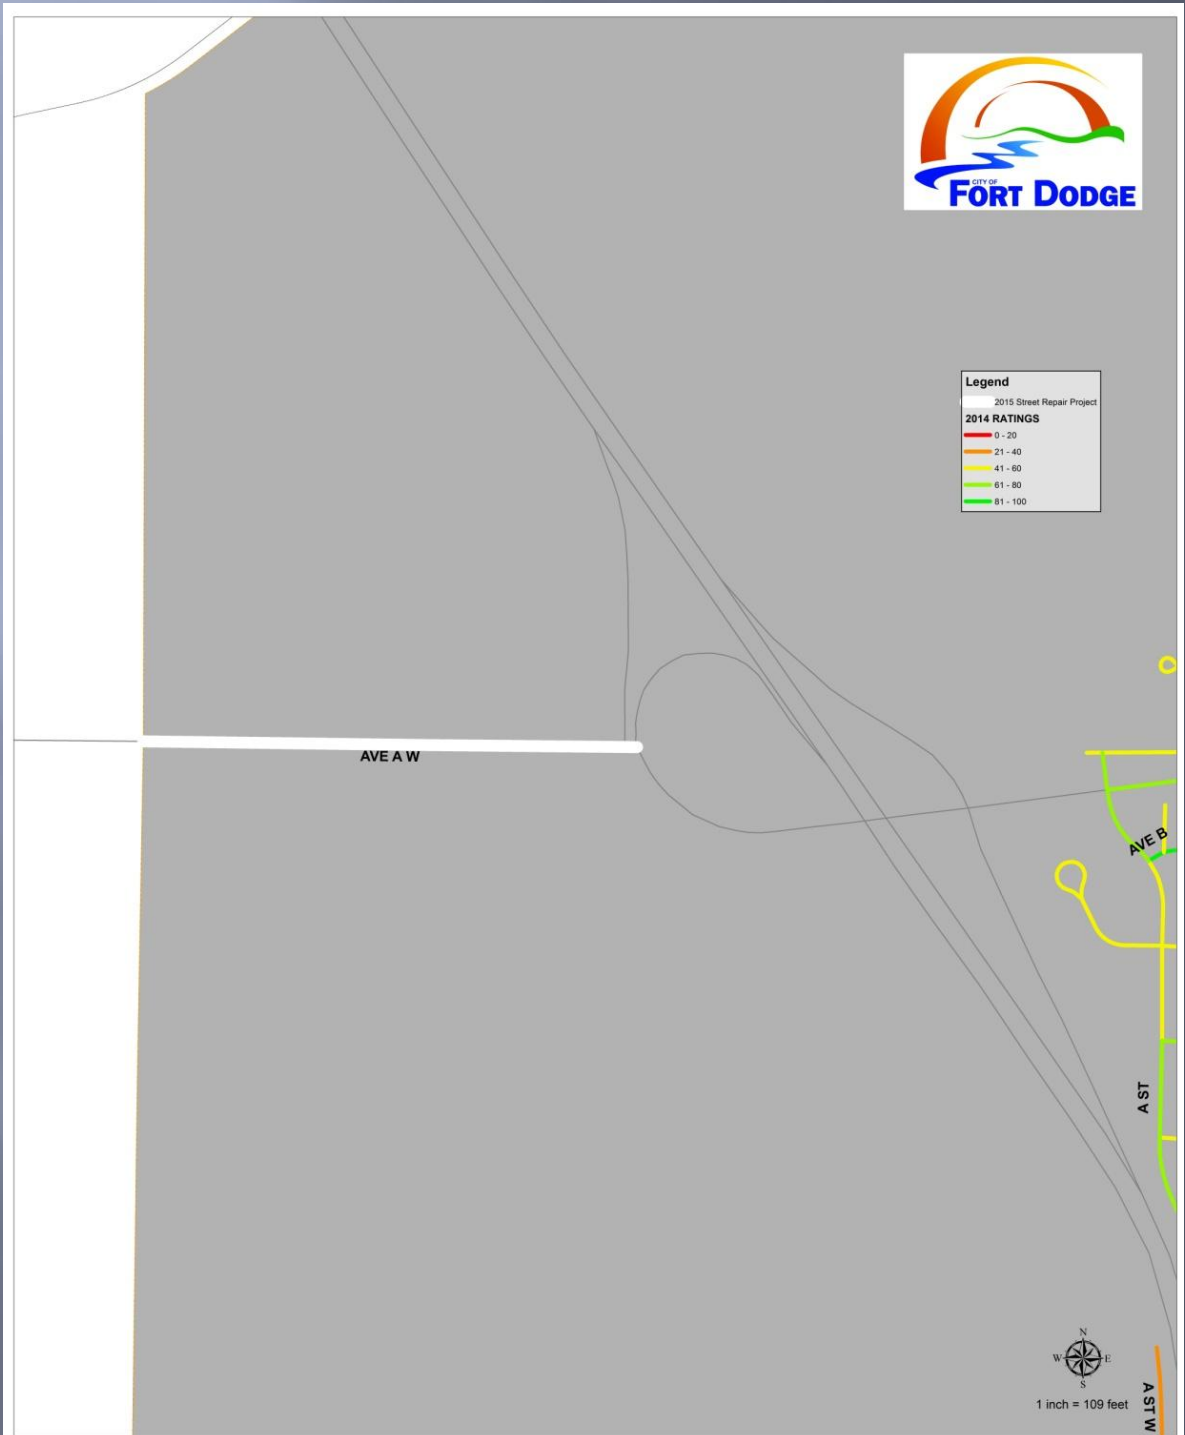 CITY OF
FORT DODGE
Legend
2015 Street Repair Project
2014 RATINGS
0 - 20
21 - 40
41 - 60
61 - 80
81 - 100
AVE A W
AVE B
A ST
N
W E
S
1 inch = 109 feet
A ST W